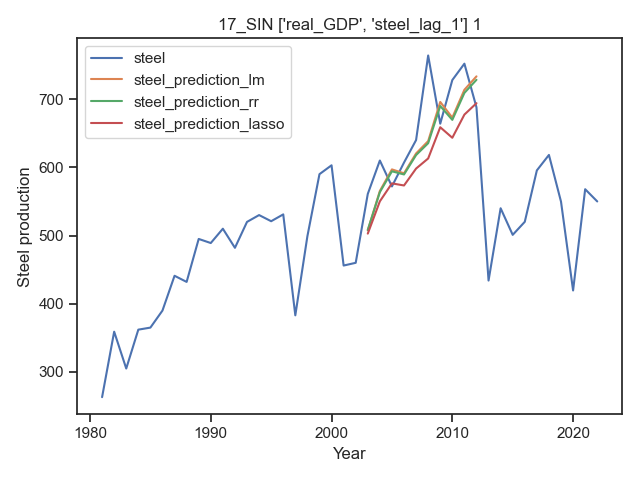 17_SIN ['real_GDP', 'steel_lag_1'] 1
steel
steel_prediction_lm
steel_prediction_rr
steel_prediction_lasso
700
600
500
400
300
Steel production
1980 1990 2000 2010 2020
Year